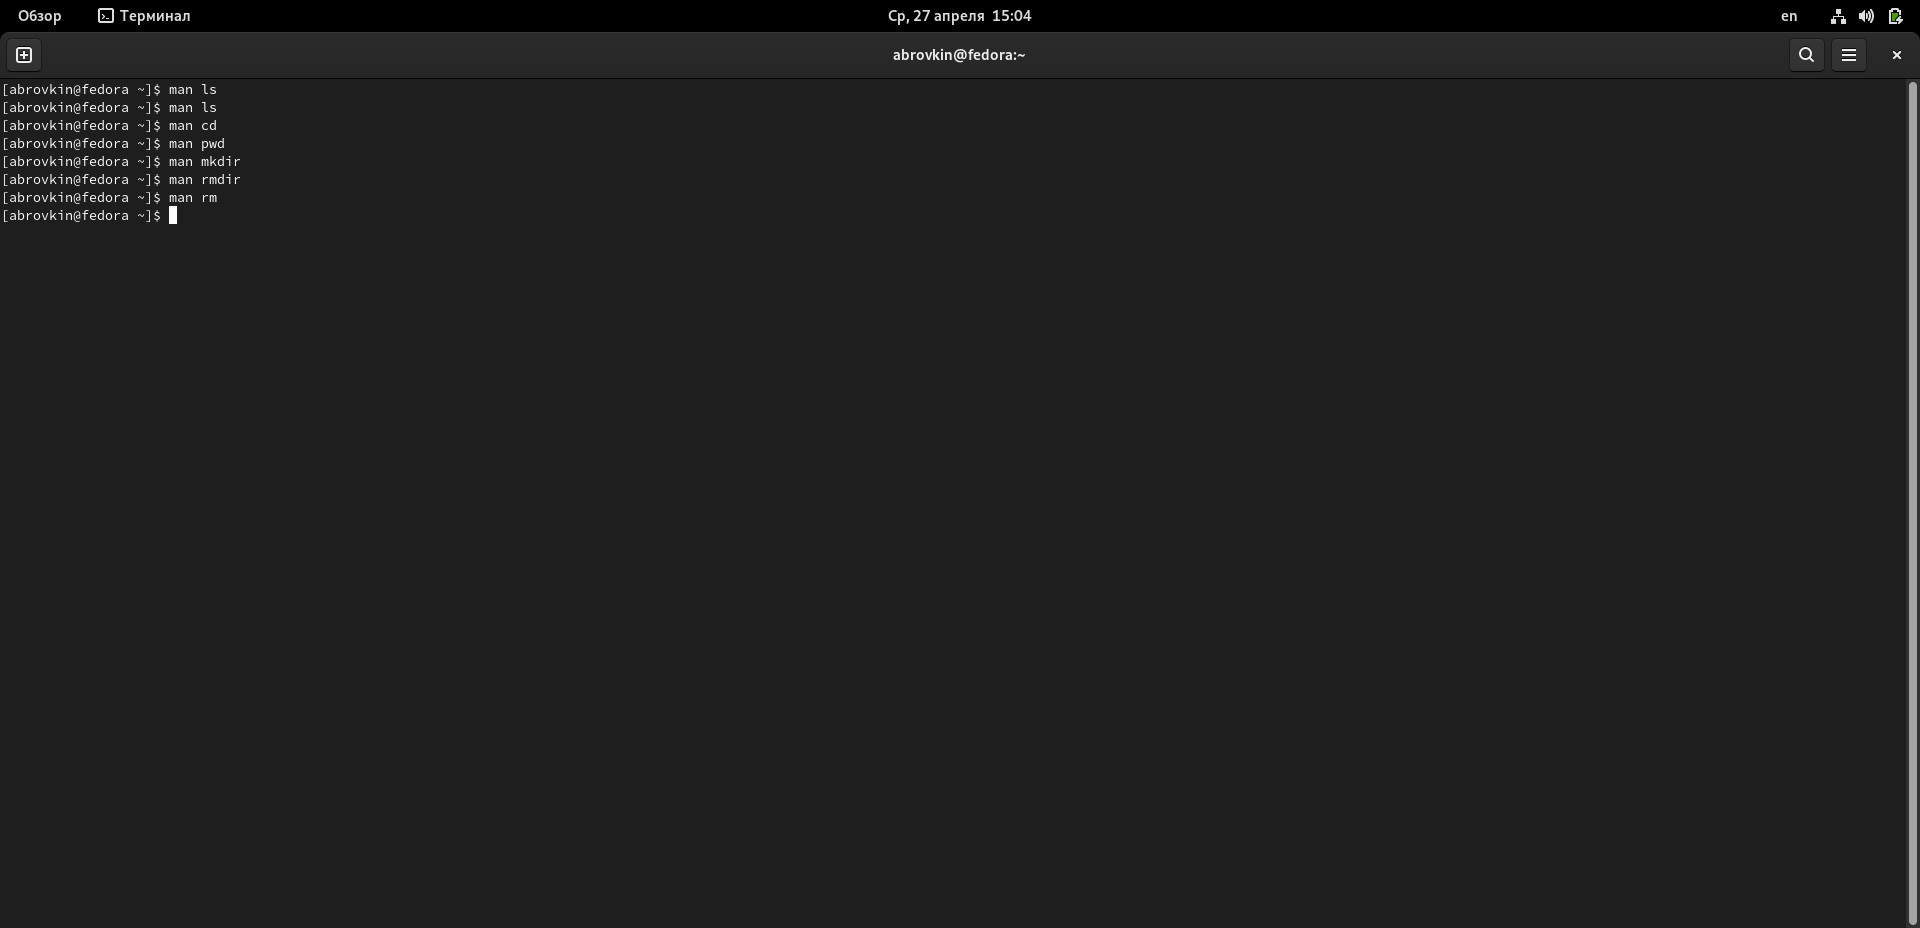 Обзор Терминал Ср, 27 апреля 15:04 en
abrovkin@fedora:~
[abrovkin@fedora ~]$ man ls
[abrovkin@fedora ~]$ man ls
[abrovkin@fedora ~]$ man cd
[abrovkin@fedora ~]$ man pwd
[abrovkin@fedora ~]$ man mkdir
[abrovkin@fedora ~]$ man rmdir
[abrovkin@fedora ~]$ man rm
[abrovkin@fedora ~]$